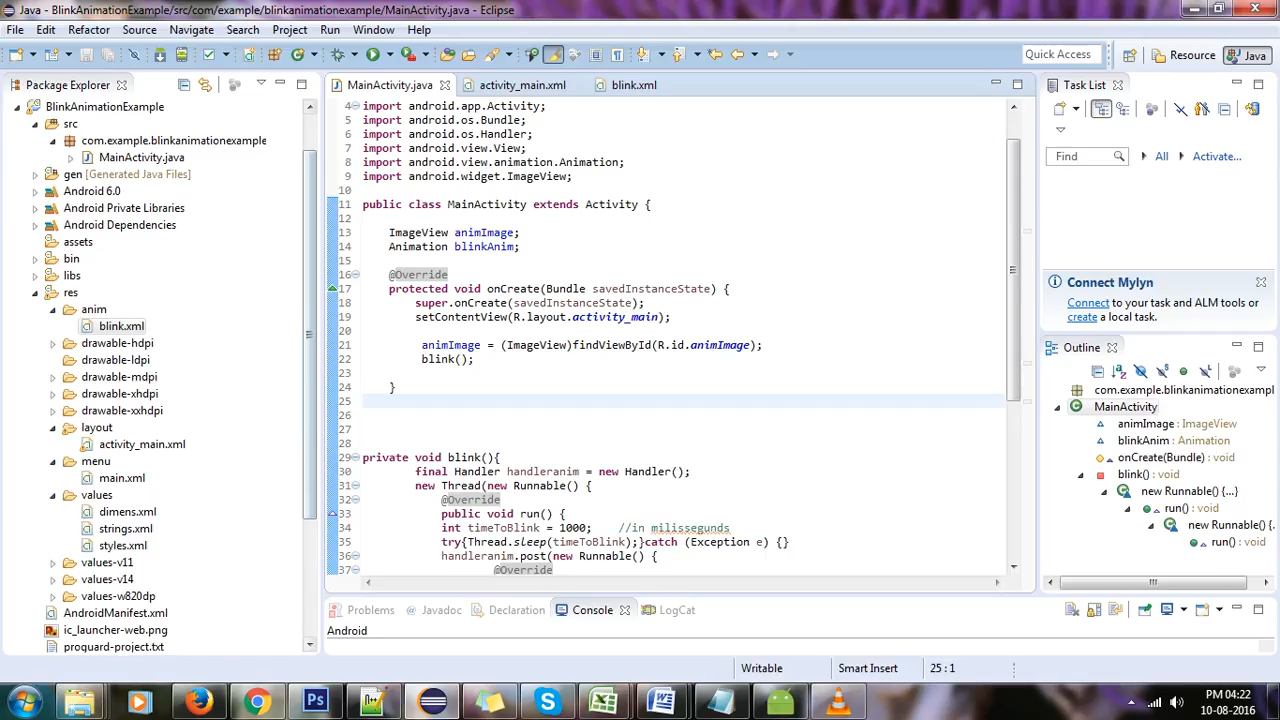 Java - BlinkAnimationExample/src/com/example/blinkanimationexample/MainActivity.java - Eclipse
File Edit Refactor Source Navigate Search Project Run Window Help
Quick Access Resource Java
Package Explorer
BlinkAnimationExample
src
com.example.blinkanimationexample
MainActivity.java
gen [Generated Java Files]
Android 6.0
Android Private Libraries
Android Dependencies
assets
bin
libs
res
anim
blink.xml
drawable-hdpi
drawable-ldpi
drawable-mdpi
drawable-xhdpi
drawable-xxhdpi
layout
activity_main.xml
menu
main.xml
values
dimens.xml
strings.xml
styles.xml
values-v11
values-v14
values-w820dp
AndroidManifest.xml
ic_launcher-web.png
proguard-project.txt
MainActivity.java activity_main.xml blink.xml
4 import android.app.Activity;
5 import android.os.Bundle;
6 import android.os.Handler;
7 import android.view.View;
8 import android.view.animation.Animation;
9 import android.widget.ImageView;
10
11 public class MainActivity extends Activity {
12
13 ImageView animImage;
14 Animation blinkAnim;
15
16 @Override
17 protected void onCreate(Bundle savedInstanceState) {
18 super.onCreate(savedInstanceState);
19 setContentView(R.layout.activity_main);
20
21 animImage = (ImageView)findViewById(R.id.animImage);
22 blink();
23
24 }
25
26
27
28
29 private void blink(){
30 final Handler handleranim = new Handler();
31 new Thread(new Runnable() {
32 @Override
33 public void run() {
34 int timeToBlink = 1000; //in milissegunds
35 try{Thread.sleep(timeToBlink);}catch (Exception e) {}
36 handleranim.post(new Runnable() {
37 @Override
Task List
Find All Activate...
Connect Mylyn
Connect to your task and ALM tools or
create a local task.
Outline
com.example.blinkanimationexampl
MainActivity
animImage : ImageView
blinkAnim : Animation
onCreate(Bundle) : void
blink() : void
new Runnable() {...}
run() : void
new Runnable() {
run() : void
Problems Javadoc Declaration Console LogCat
Android
Writable Smart Insert 25 : 1
PM 04:22
10-08-2016